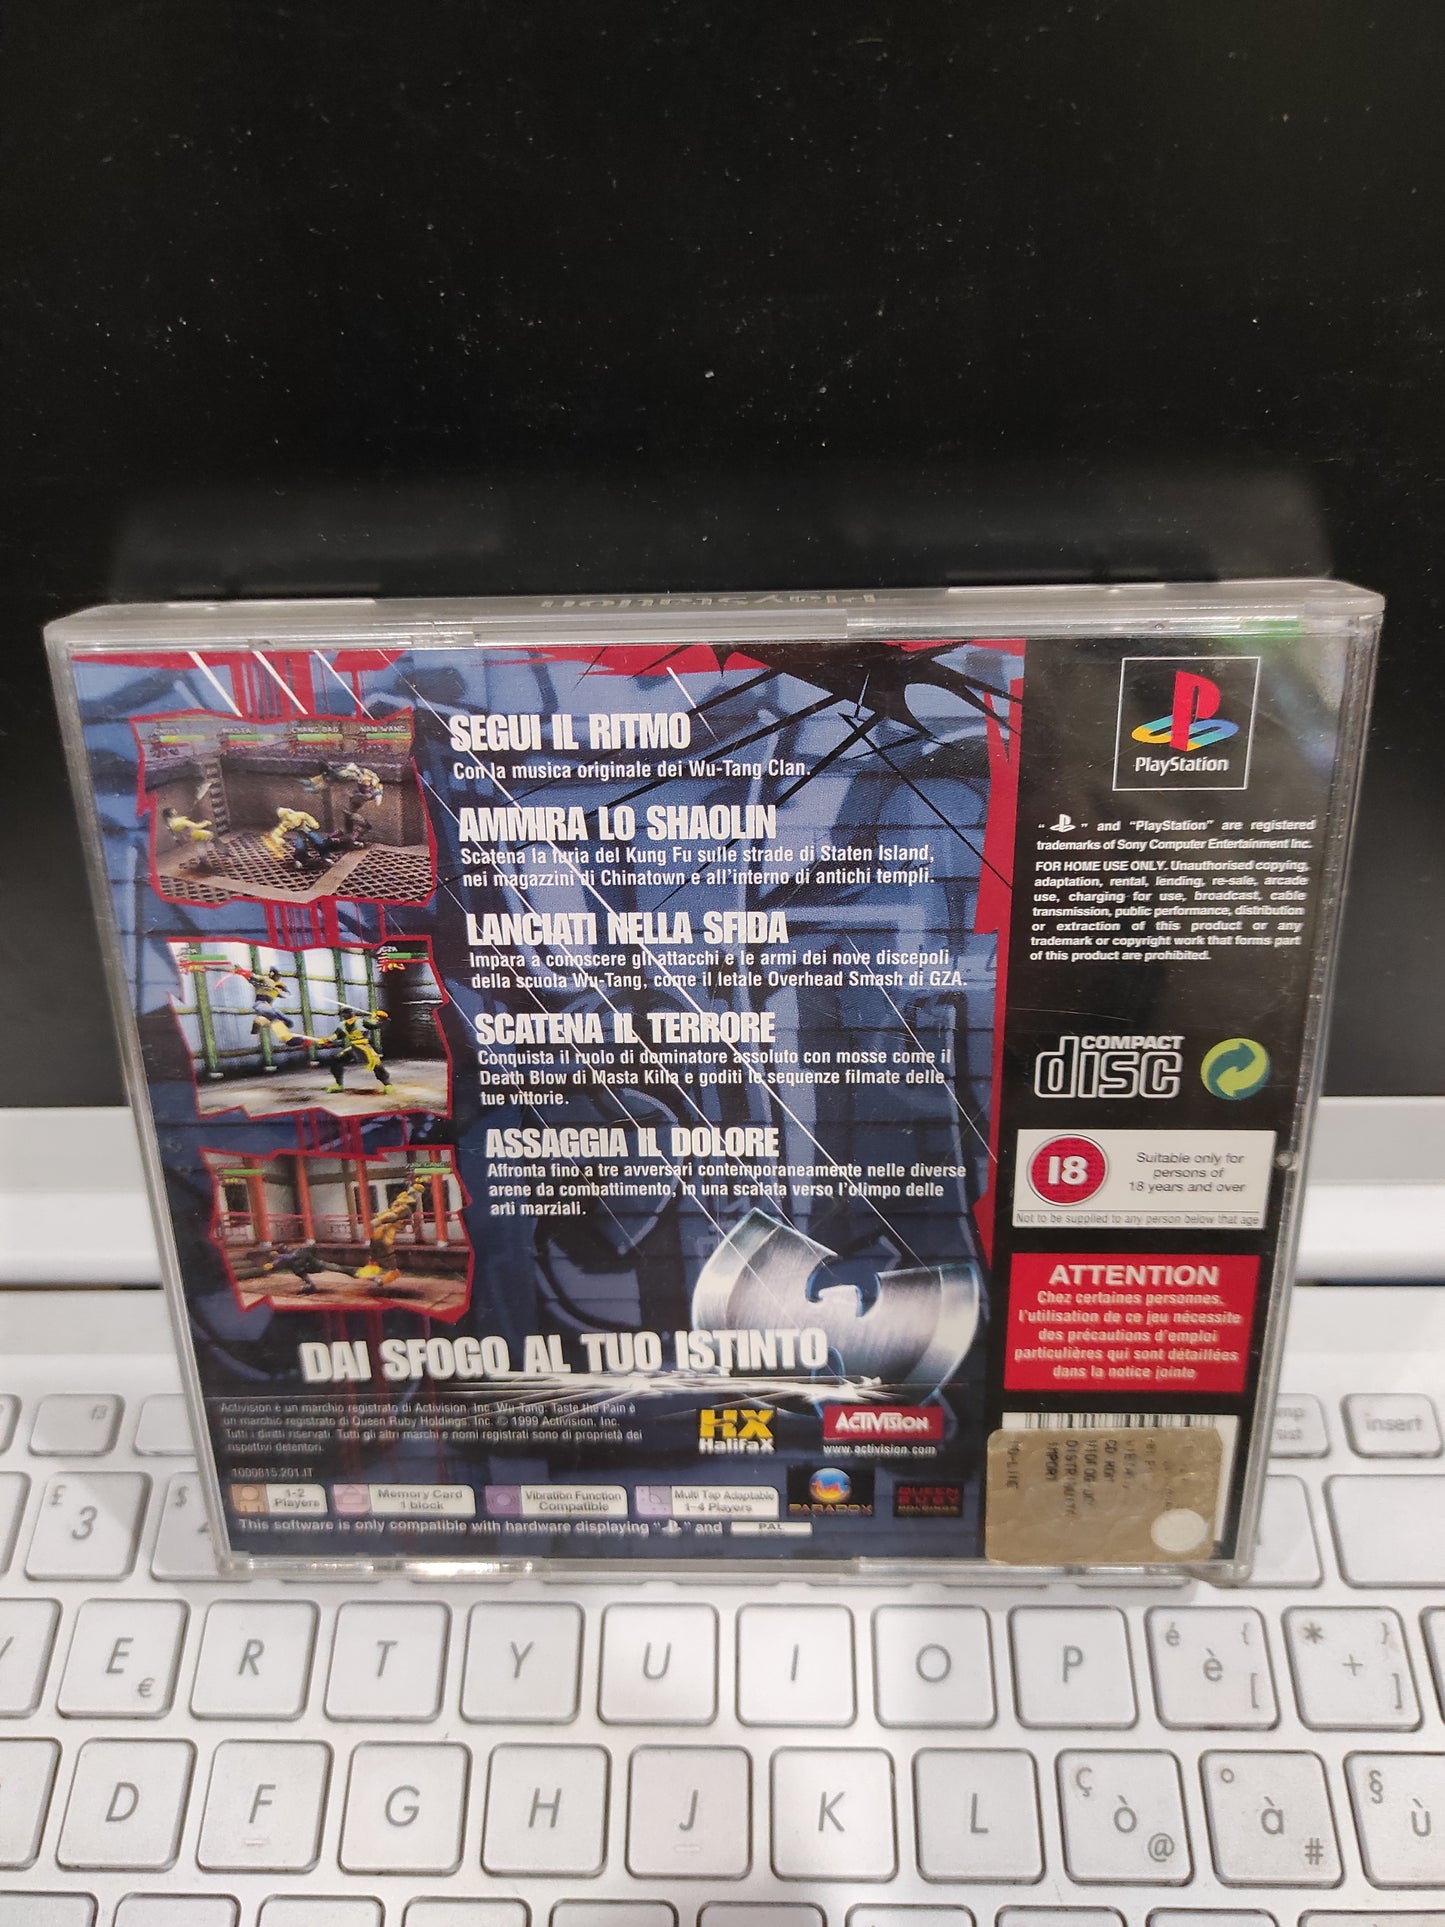 PlayStation
SEGUI IL RITMO
Con la musica originale dei Wu-Tang Clan.
AMMIRA LO SHAOLIN
Scatena la furia del Kung Fu sulle strade di Staten Island,
nei magazzini di Chinatown e all'interno di antichi templi.
LANCIATI NELLA SFIDA
Impara a conoscere gli attacchi e le armi dei nove discepoli
della scuola Wu-Tang, come il letale Overhead Smash di GZA.
SCATENA IL TERRORE
Conquista il ruolo di dominatore assoluto con mosse come il
Death Blow di Masta Killa e goditi le sequenze filmate delle
tue vittorie.
ASSAGGIA IL DOLORE
Affronta fino a tre avversari contemporaneamente nelle diverse
arene da combattimento, in una scalata verso l'olimpo delle
arti marziali.
DAI SFOGO AL TUO ISTINTO
Activision è un marchio registrato di Activision, Inc. Wu-Tang: Taste the Pain è
un marchio registrato di Queen Ruby Holdings, Inc. © 1999 Activision, Inc.
Tutti i diritti riservati. Tutti gli altri marchi e nomi registrati sono di proprietà dei
rispettivi detentori.
HX
Halifax
ACTIVISION
www.activision.com
1000815.201.IT
1-2
Players
Memory Card
1 block
Vibration Function
Compatible
Multi Tap Adaptable
1-4 Players
PARADOX
QUEEN
RUBY
HOLDINGS
This software is only compatible with hardware displaying " " and PAL
PlayStation
" " and "PlayStation" are registered
trademarks of Sony Computer Entertainment Inc.
FOR HOME USE ONLY. Unauthorised copying,
adaptation, rental, lending, re-sale, arcade
use, charging for use, broadcast, cable
transmission, public performance, distribution
or extraction of this product or any
trademark or copyright work that forms part
of this product are prohibited.
COMPACT
disc
18
Suitable only for
persons of
18 years and over
Not to be supplied to any person below that age
ATTENTION
Chez certaines personnes,
l'utilisation de ce jeu nécessite
des précautions d'emploi
particulières qui sont détaillées
dans la notice jointe
insert
£ 3
$
E € R T Y U I O P é è { [ * + } ]
D F G H J K L ç ò @ ° à # § ù